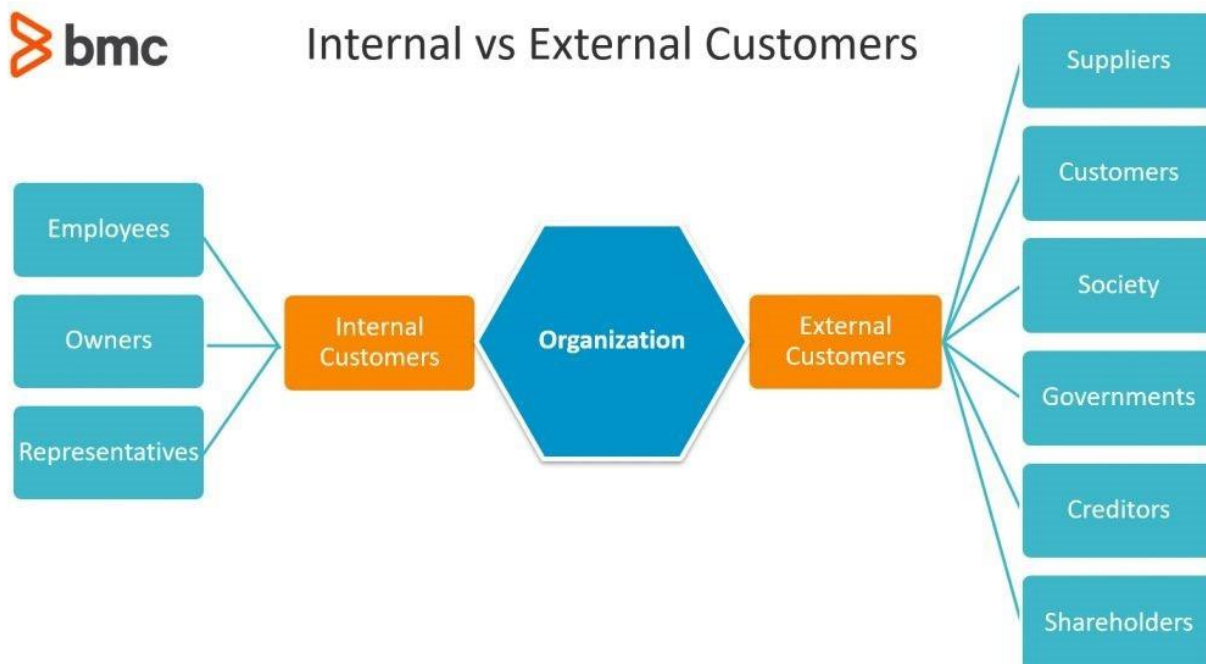 bmc
Internal vs External Customers
Employees
Owners
Representatives
Internal
Customers
Organization
External
Customers
Suppliers
Customers
Society
Governments
Creditors
Shareholders